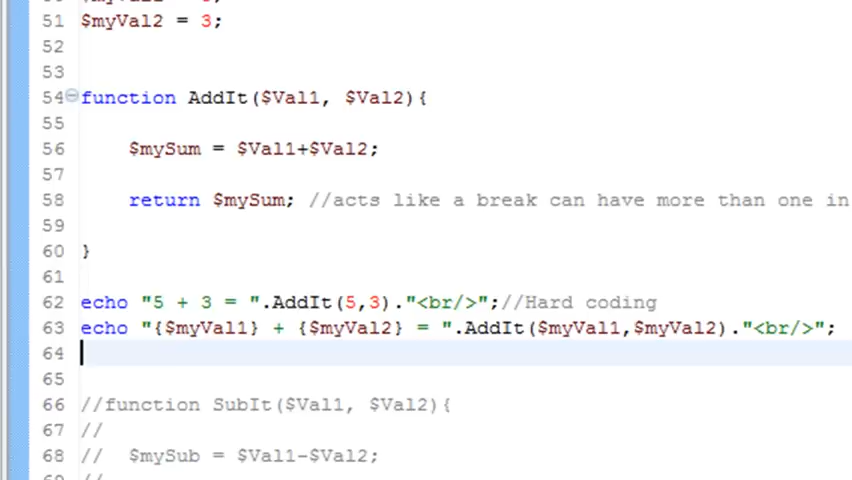 51 $myVal2 = 3;
52
53
54 function AddIt($Val1, $Val2){
55
56 $mySum = $Val1+$Val2;
57
58 return $mySum; //acts like a break can have more than one in
59
60 }
61
62 echo "5 + 3 = ".AddIt(5,3)."<br/>";//Hard coding
63 echo "{$myVal1} + {$myVal2} = ".AddIt($myVal1,$myVal2)."<br/>";
64
65
66 //function SubIt($Val1, $Val2){
67 //
68 // $mySub = $Val1-$Val2;